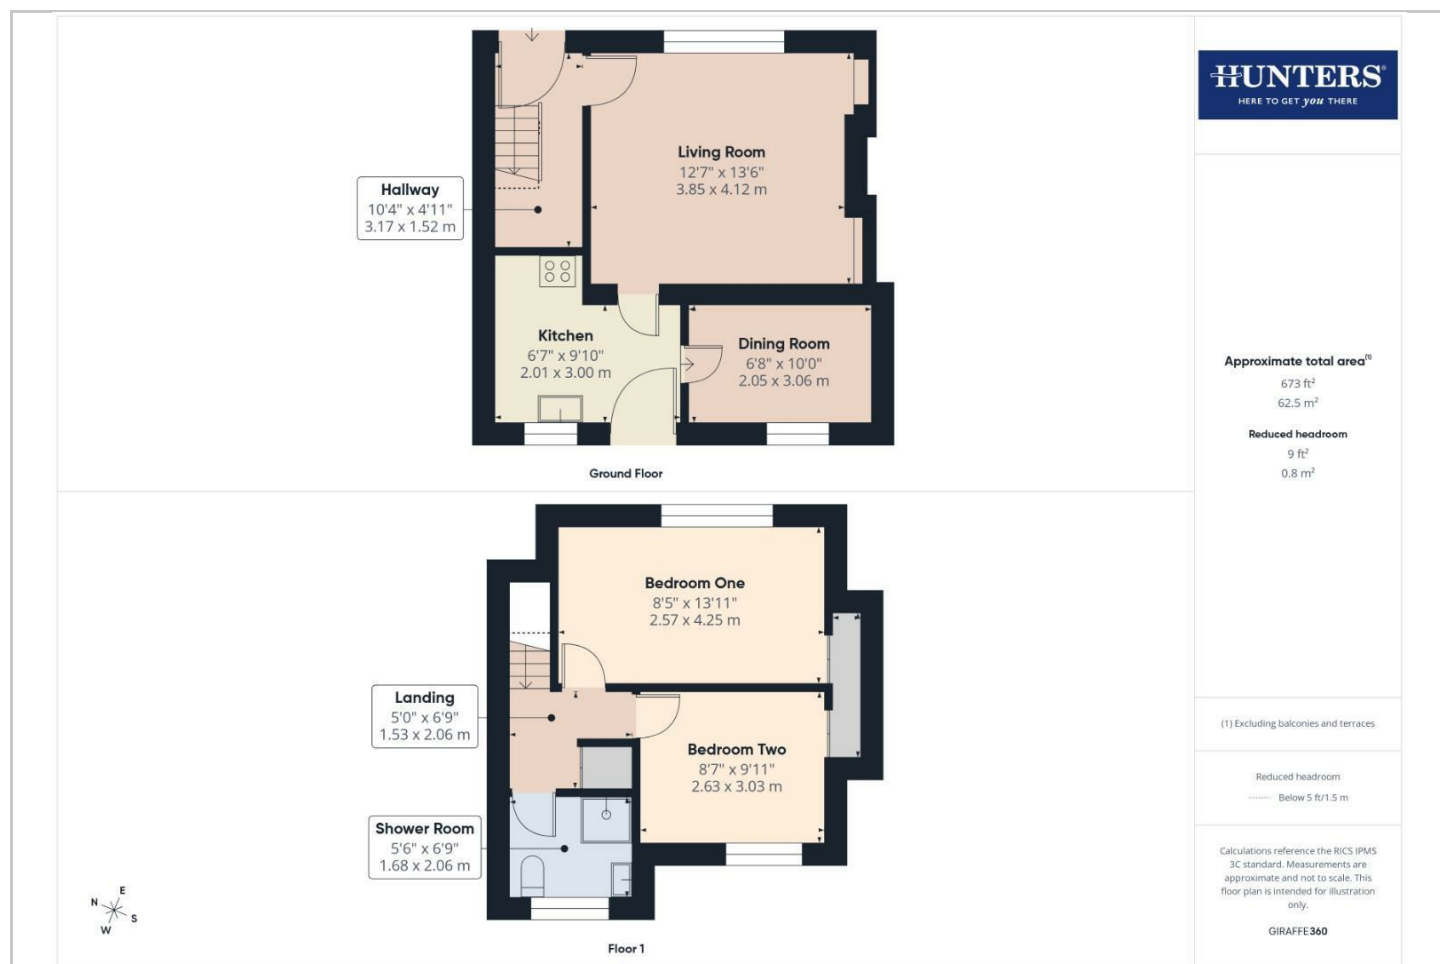 HUNTERS®
HERE TO GET you THERE
Living Room
12'7" x 13'6"
3.85 x 4.12 m
Hallway
10'4" x 4'11"
3.17 x 1.52 m
Kitchen
6'7" x 9'10"
2.01 x 3.00 m
Dining Room
6'8" x 10'0"
2.05 x 3.06 m
Ground Floor
Approximate total area⁽¹⁾
673 ft²
62.5 m²
Reduced headroom
9 ft²
0.8 m²
Bedroom One
8'5" x 13'11"
2.57 x 4.25 m
Landing
5'0" x 6'9"
1.53 x 2.06 m
Bedroom Two
8'7" x 9'11"
2.63 x 3.03 m
Shower Room
5'6" x 6'9"
1.68 x 2.06 m
Floor 1
N
E
S
W
(1) Excluding balconies and terraces
Reduced headroom
Below 5 ft/1.5 m
Calculations reference the RICS IPMS
3C standard. Measurements are
approximate and not to scale. This
floor plan is intended for illustration
only.
GIRAFFE360